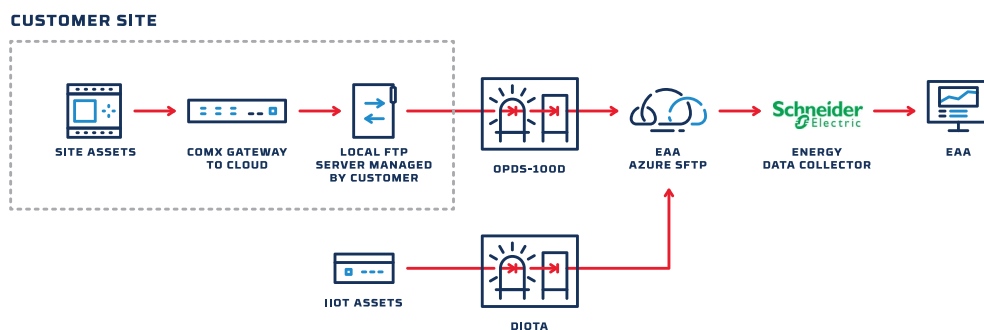 CUSTOMER SITE
SITE ASSETS
COMX GATEWAY
TO CLOUD
LOCAL FTP
SERVER MANAGED
BY CUSTOMER
OPDS-100D
EAA
AZURE SFTP
Schneider
Electric
ENERGY
DATA COLLECTOR
EAA
IIOT ASSETS
DIOTA